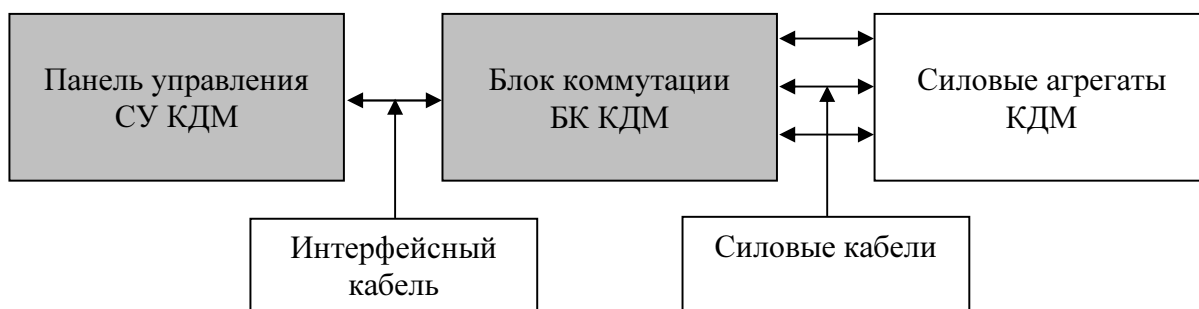 Панель управления
СУ КДМ
Блок коммутации
БК КДМ
Силовые агрегаты
КДМ
Интерфейсный
кабель
Силовые кабели